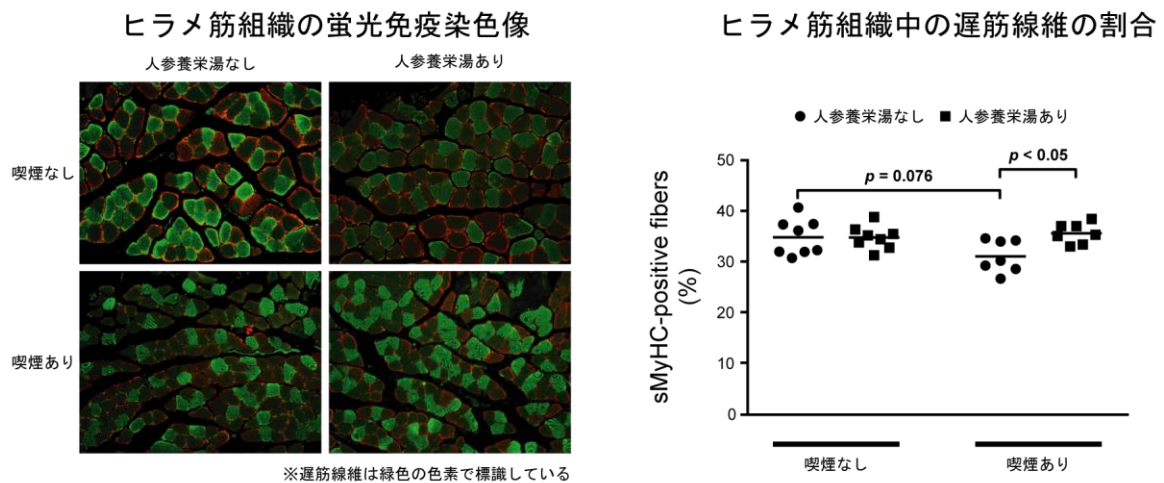 ヒラメ筋組織の蛍光免疫染色像
人参養栄湯なし
人参養栄湯あり
喫煙なし
喫煙あり
※遅筋線維は緑色の色素で標識している
ヒラメ筋組織中の遅筋線維の割合
● 人参養栄湯なし ■ 人参養栄湯あり
sMyHC-positive fibers
(%)
50
40
30
20
10
0
p = 0.076
p < 0.05
喫煙なし
喫煙あり